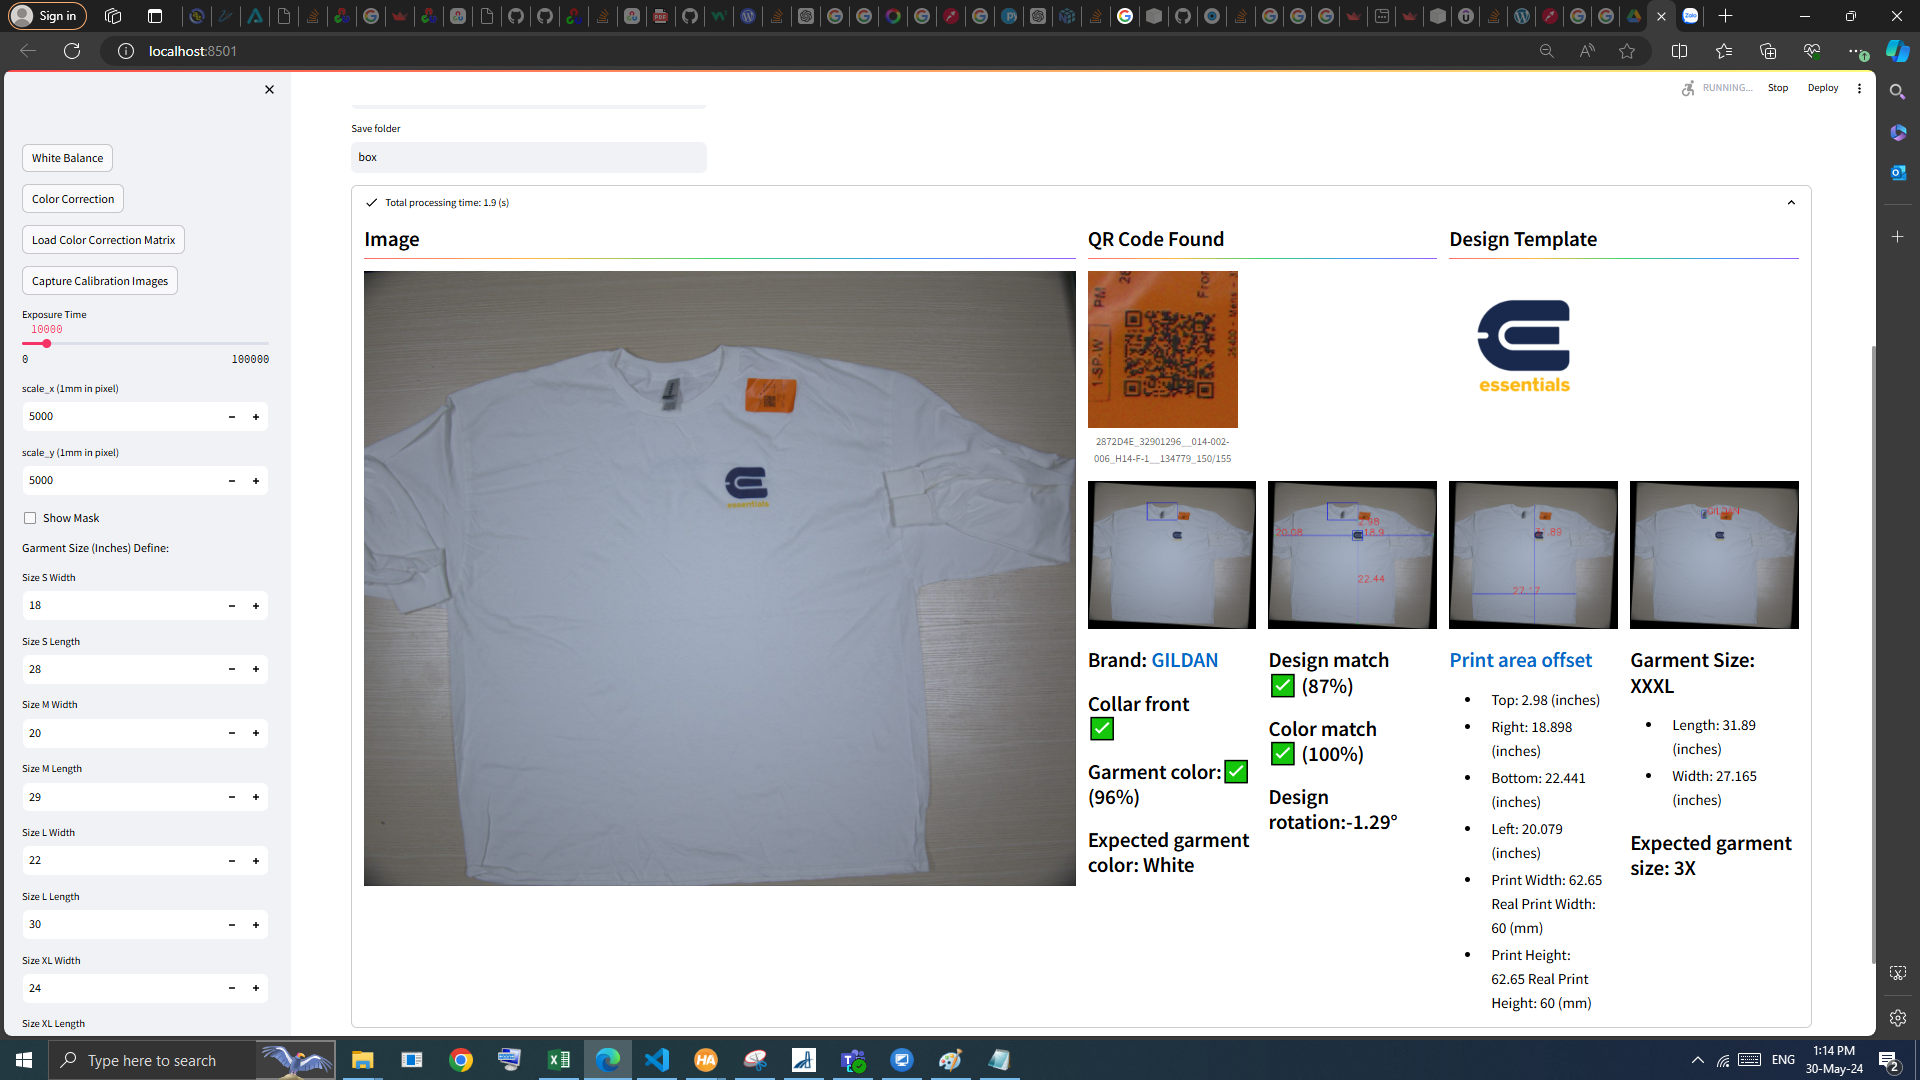 Sign in
localhost:8501
RUNNING...
Stop
Deploy
White Balance
Color Correction
Load Color Correction Matrix
Capture Calibration Images
Exposure Time
10000
0
100000
scale_x (1mm in pixel)
5000
scale_y (1mm in pixel)
5000
Show Mask
Garment Size (Inches) Define:
Size S Width
18
Size S Length
28
Size M Width
20
Size M Length
29
Size L Width
22
Size L Length
30
Size XL Width
24
Size XL Length
Save folder
box
Total processing time: 1.9 (s)
Image
essentials
QR Code Found
PM
1-SP-W
2872D4E_32901296__014-002-
006_H14-F-1__134779_150/155
Design Template
essentials
2.98
20.08
18.9
22.44
31.89
GILDAN
Brand: GILDAN
Collar front
Garment color:
(96%)
Expected garment
color: White
Design match
(87%)
Color match
(100%)
Design
rotation:-1.29°
Print area offset
Top: 2.98 (inches)
Right: 18.898
(inches)
Bottom: 22.441
(inches)
Left: 20.079
(inches)
Print Width: 62.65
Real Print Width:
60 (mm)
Print Height:
62.65 Real Print
Height: 60 (mm)
Garment Size:
XXXL
Length: 31.89
(inches)
Width: 27.165
(inches)
Expected garment
size: 3X
Type here to search
ENG
1:14 PM
30-May-24
2